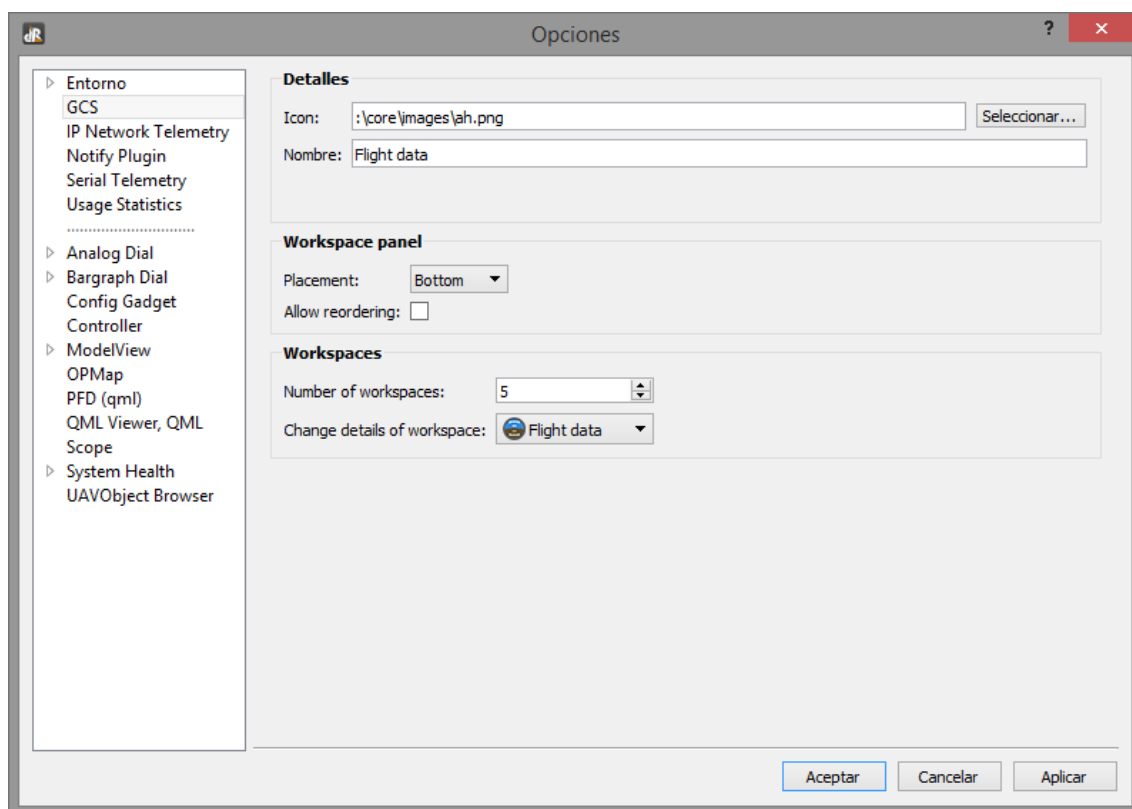 dR
Opciones
?
Entorno
GCS
IP Network Telemetry
Notify Plugin
Serial Telemetry
Usage Statistics
Analog Dial
Bargraph Dial
Config Gadget
Controller
ModelView
OPMap
PFD (qml)
QML Viewer, QML
Scope
System Health
UAVObject Browser
Detalles
Icon: :\core\images\ah.png Seleccionar...
Nombre: Flight data
Workspace panel
Placement: Bottom
Allow reordering:
Workspaces
Number of workspaces: 5
Change details of workspace: Flight data
Aceptar Cancelar Aplicar